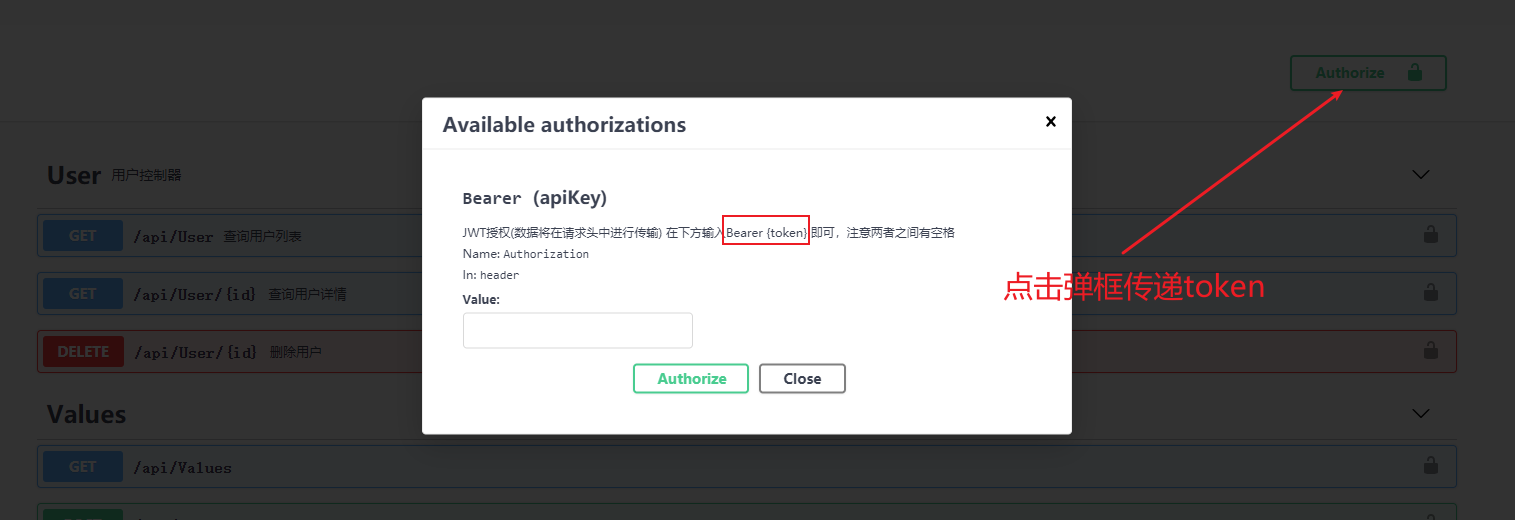 Authorize
Available authorizations
User 用户控制器
Bearer (apiKey)
GET /api/User 查询用户列表
JWT授权(数据将在请求头中进行传输) 在下方输入Bearer {token} 即可，注意两者之间有空格
Name: Authorization
In: header
GET /api/User/{id} 查询用户详情
点击弹框传递token
Value:
DELETE /api/User/{id} 删除用户
Authorize Close
Values
GET /api/Values